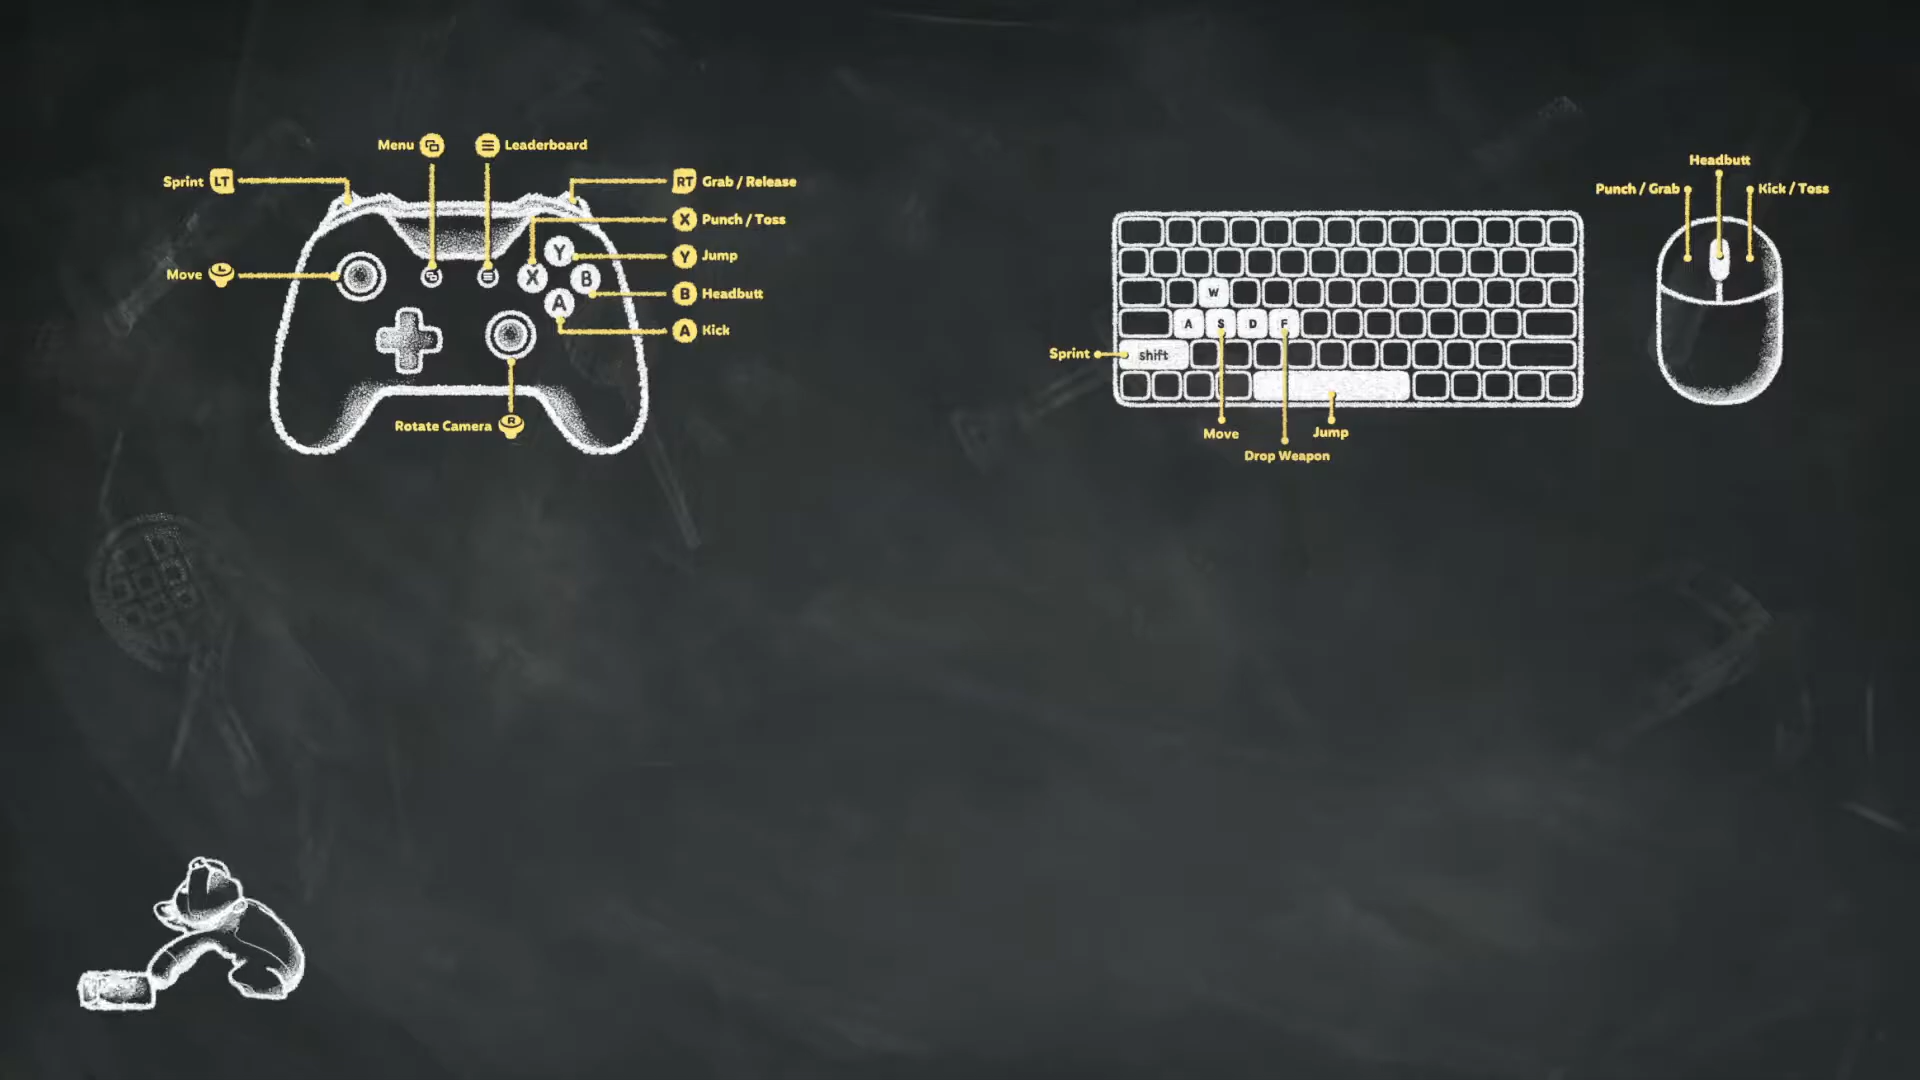 Menu
Leaderboard
Sprint LT
RT Grab / Release
X Punch / Toss
Y Jump
B Headbutt
A Kick
Move L
Y
X B
A
Rotate Camera R
Headbutt
Punch / Grab
Kick / Toss
W
A S D F
Sprint
shift
Move
Jump
Drop Weapon